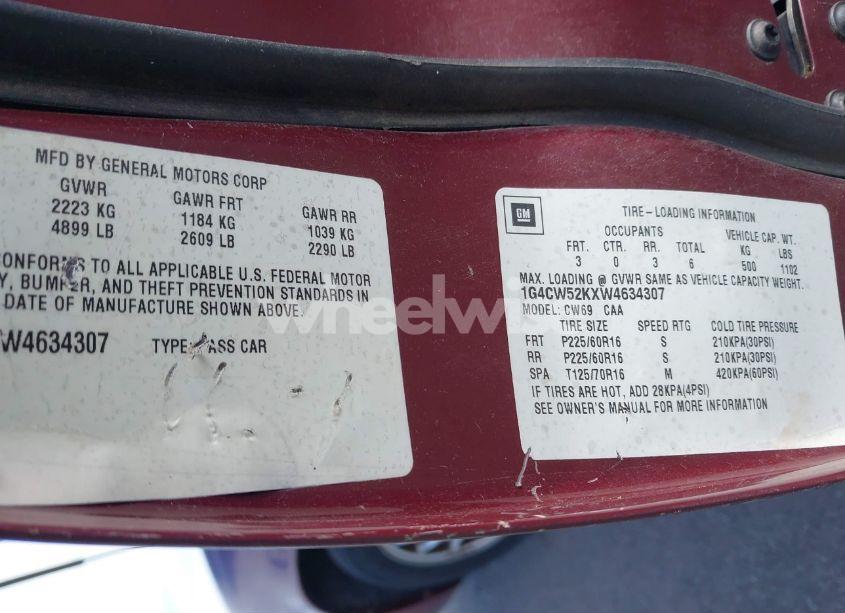 MFD BY GENERAL MOTORS CORP
GVWR GAWR FRT GAWR RR
2223 KG 1184 KG 1039 KG
4899 LB 2609 LB 2290 LB
CONFORMS TO ALL APPLICABLE U.S. FEDERAL MOTOR
Y, BUMPER, AND THEFT PREVENTION STANDARDS IN
DATE OF MANUFACTURE SHOWN ABOVE.
W4634307 TYPE: PASS CAR
GM
TIRE-LOADING INFORMATION
OCCUPANTS VEHICLE CAP. WT.
FRT. CTR. RR. TOTAL KG LBS
3 0 3 6 500 1102
MAX. LOADING @ GVWR SAME AS VEHICLE CAPACITY WEIGHT.
1G4CW52KXW4634307
MODEL: CW69 CAA
TIRE SIZE SPEED RTG COLD TIRE PRESSURE
FRT P225/60R16 S 210KPA(30PSI)
RR P225/60R16 S 210KPA(30PSI)
SPA T125/70R16 M 420KPA(60PSI)
IF TIRES ARE HOT, ADD 28KPA(4PSI)
SEE OWNER'S MANUAL FOR MORE INFORMATION
wheelwis